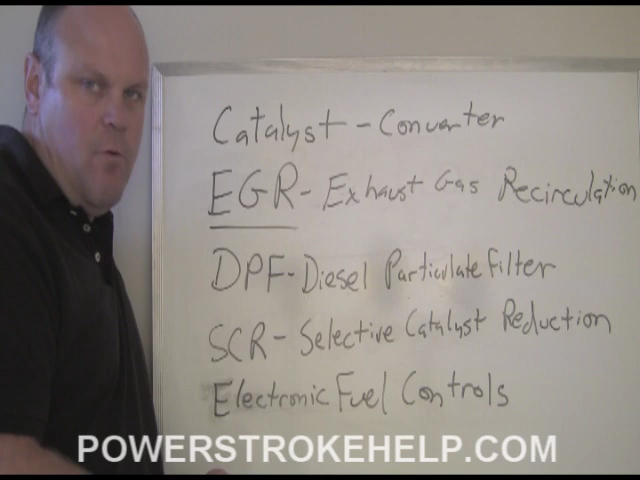 Catalyst - Converter
EGR - Exhaust Gas Recirculation
DPF - Diesel Particulate Filter
SCR - Selective Catalyst Reduction
Electronic Fuel Controls
POWERSTROKEHELP.COM